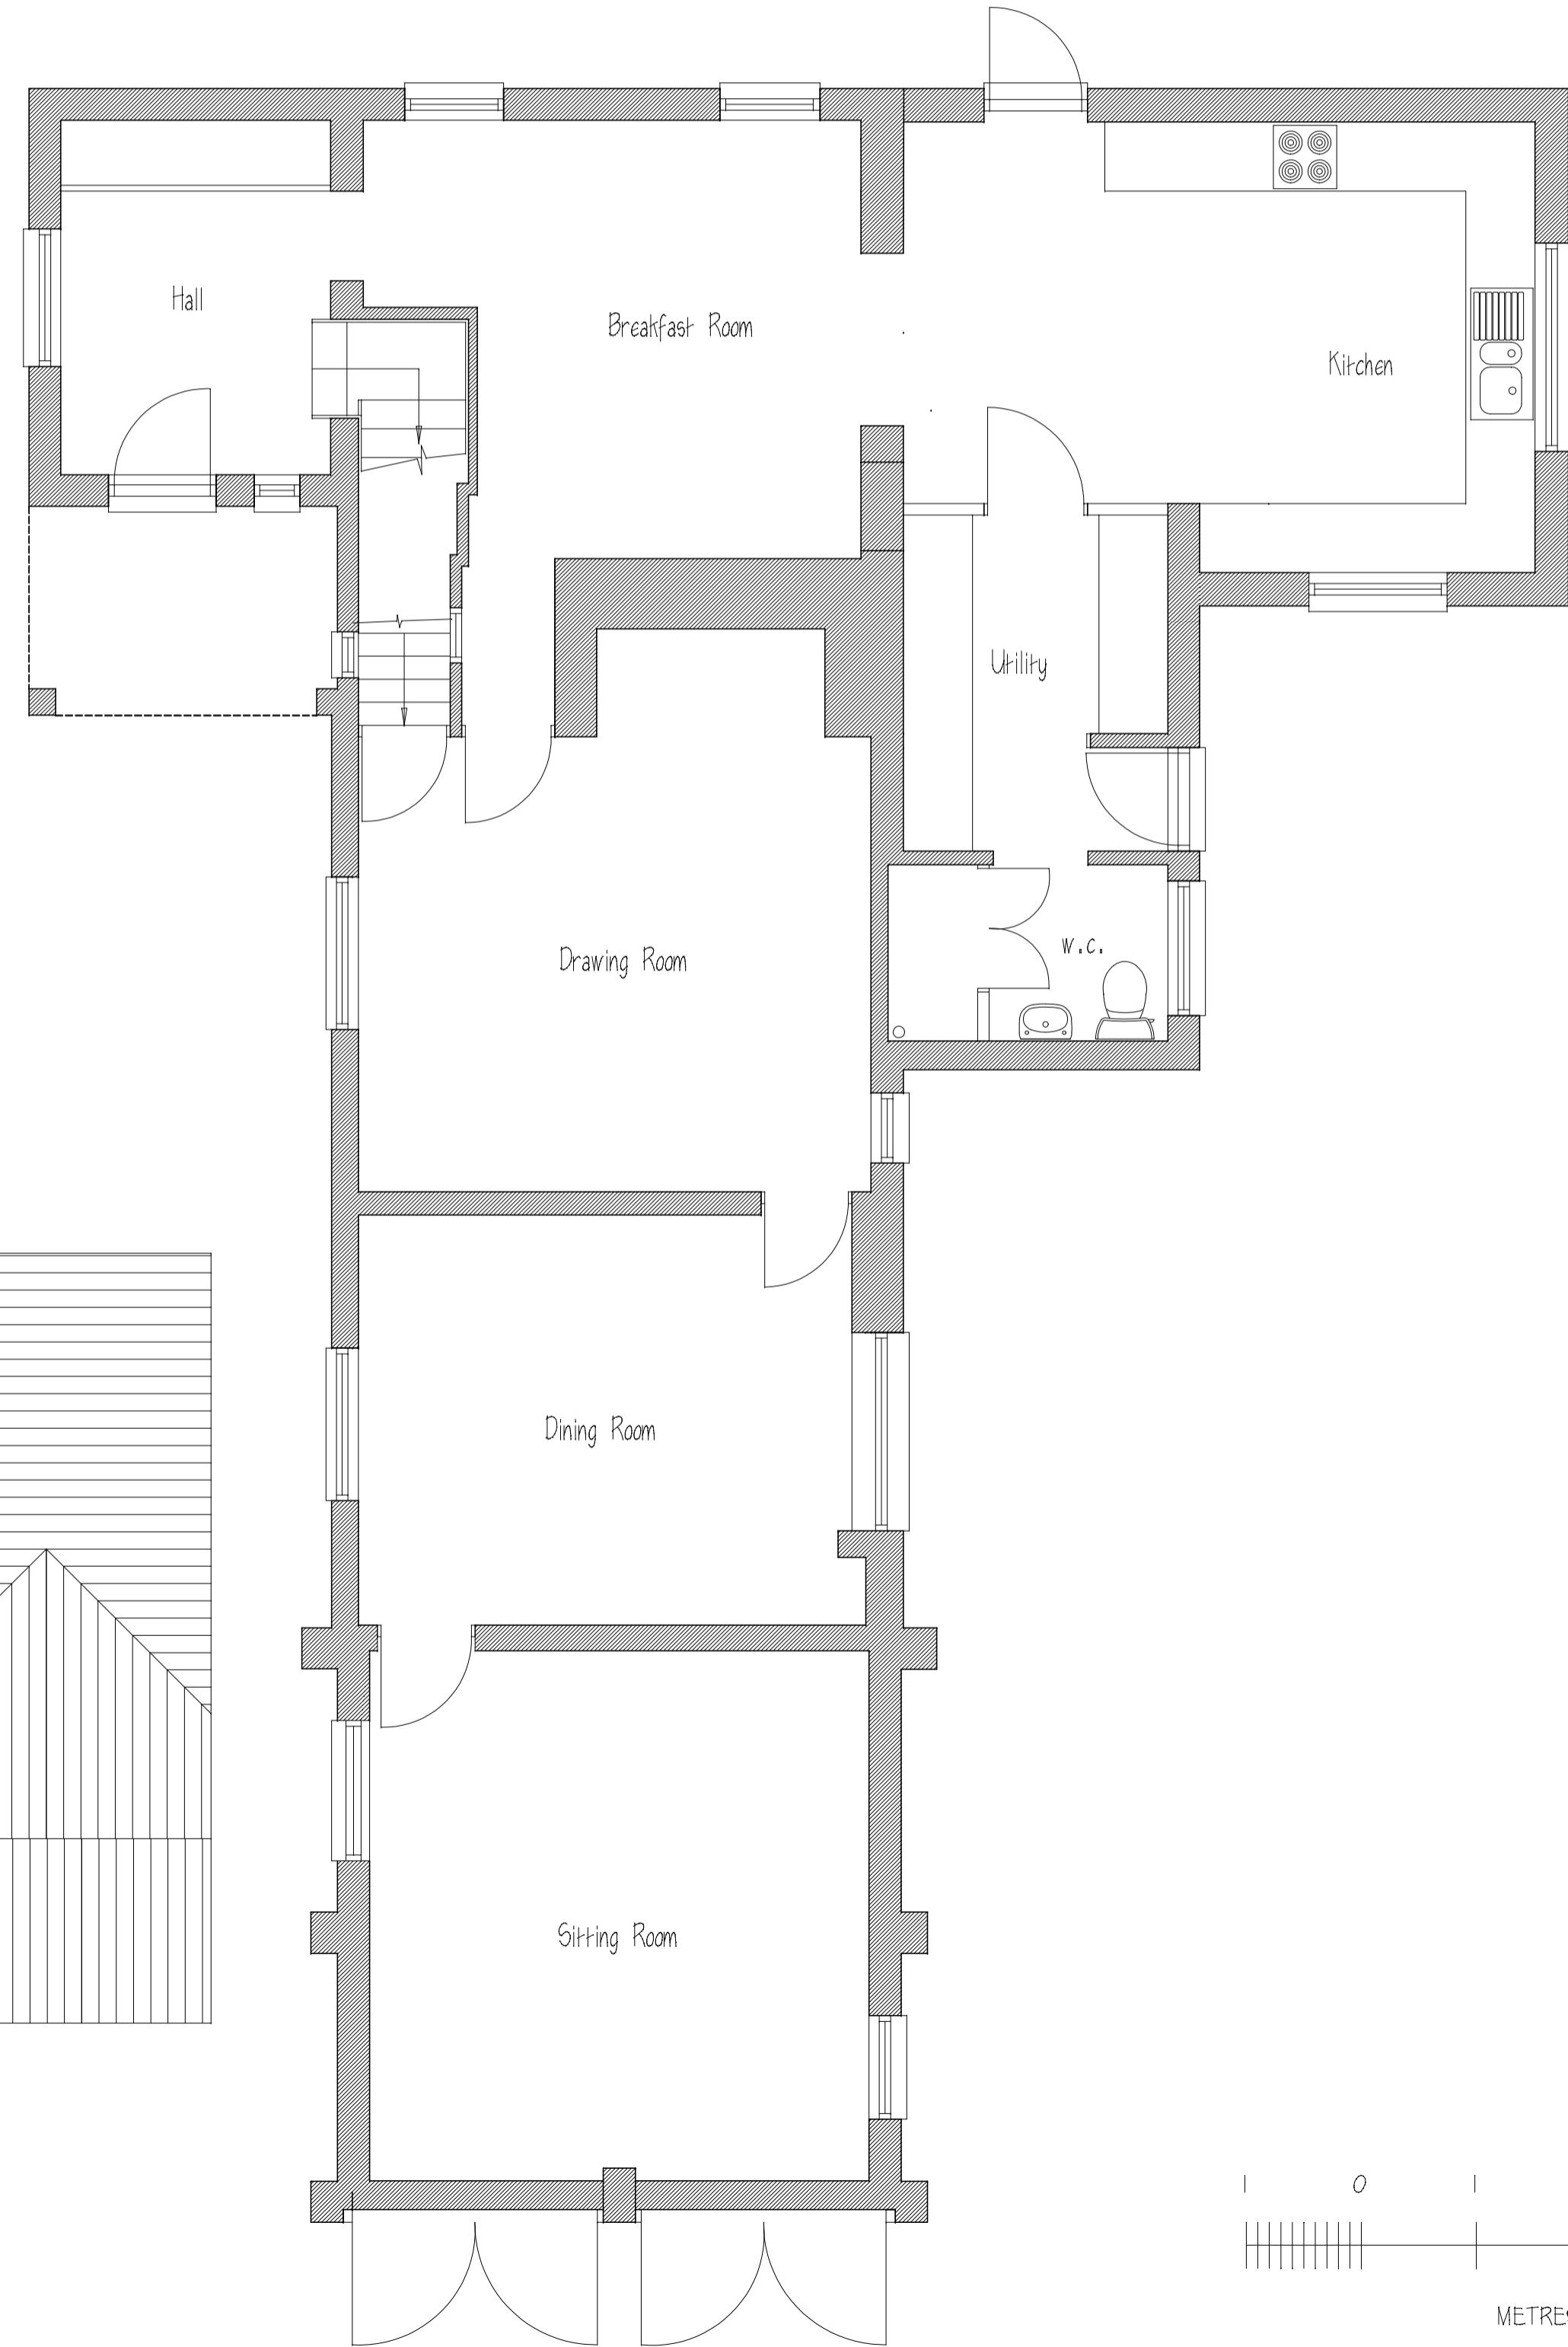 Hall
Breakfast Room
Kitchen
Utility
w.c.
Drawing Room
Dining Room
Sitting Room
1 0 1